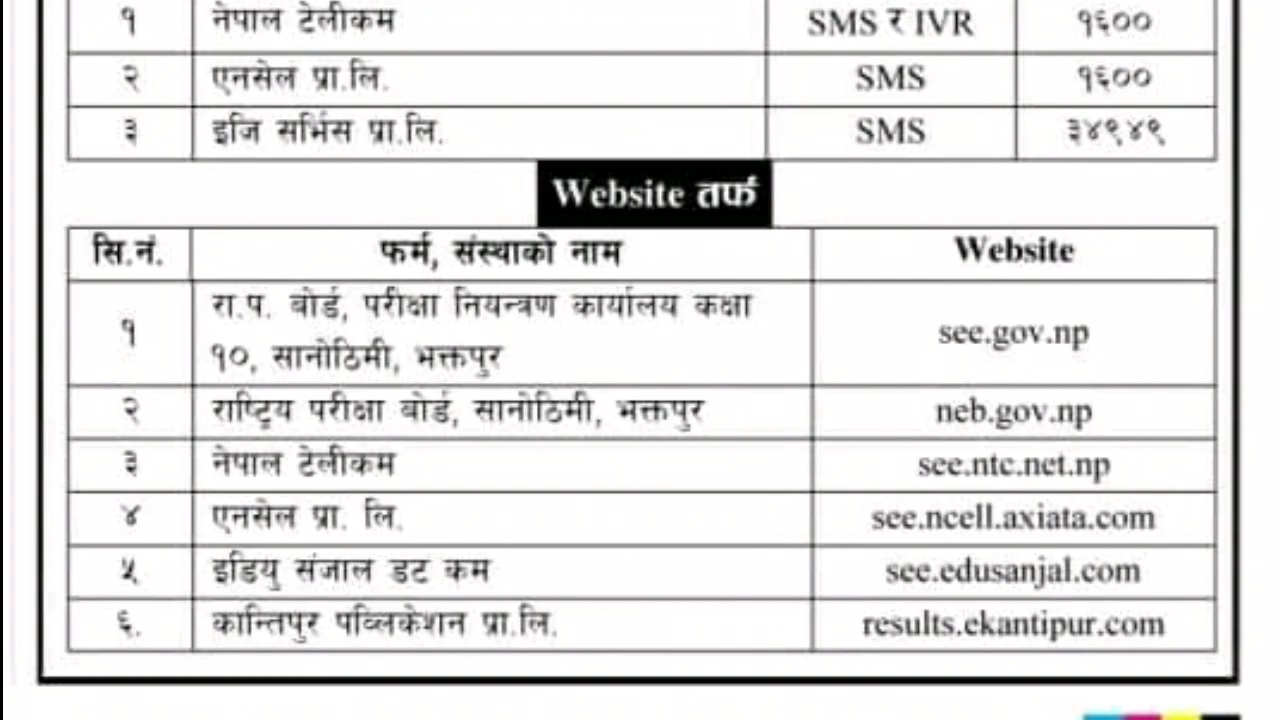 १ नेपाल टेलीकम SMS र IVR १६००
२ एनसेल प्रा.लि. SMS १६००
३ इजि सर्भिस प्रा.लि. SMS ३४९४९
Website तर्फ
सि.नं. फर्म, संस्थाको नाम Website
१ रा.प. बोर्ड, परीक्षा नियन्त्रण कार्यालय कक्षा see.gov.np
१०, सानोठिमी, भक्तपुर
२ राष्ट्रिय परीक्षा बोर्ड, सानोठिमी, भक्तपुर neb.gov.np
३ नेपाल टेलीकम see.ntc.net.np
४ एनसेल प्रा. लि. see.ncell.axiata.com
५ इडियु संजाल डट कम see.edusanjal.com
६. कान्तिपुर पव्लिकेशन प्रा.लि. results.ekantipur.com